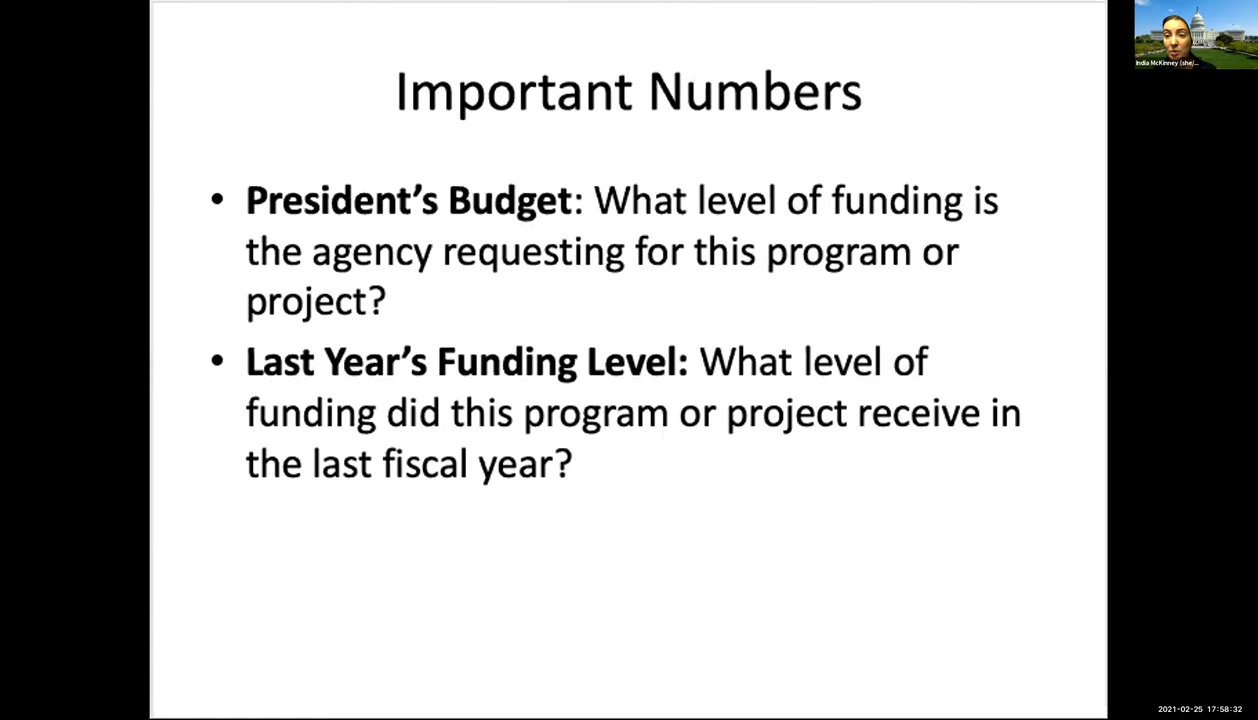 Important Numbers
• President’s Budget: What level of funding is
the agency requesting for this program or
project?
• Last Year’s Funding Level: What level of
funding did this program or project receive in
the last fiscal year?
India McKinney (she/...
2021-02-25 17:58:32